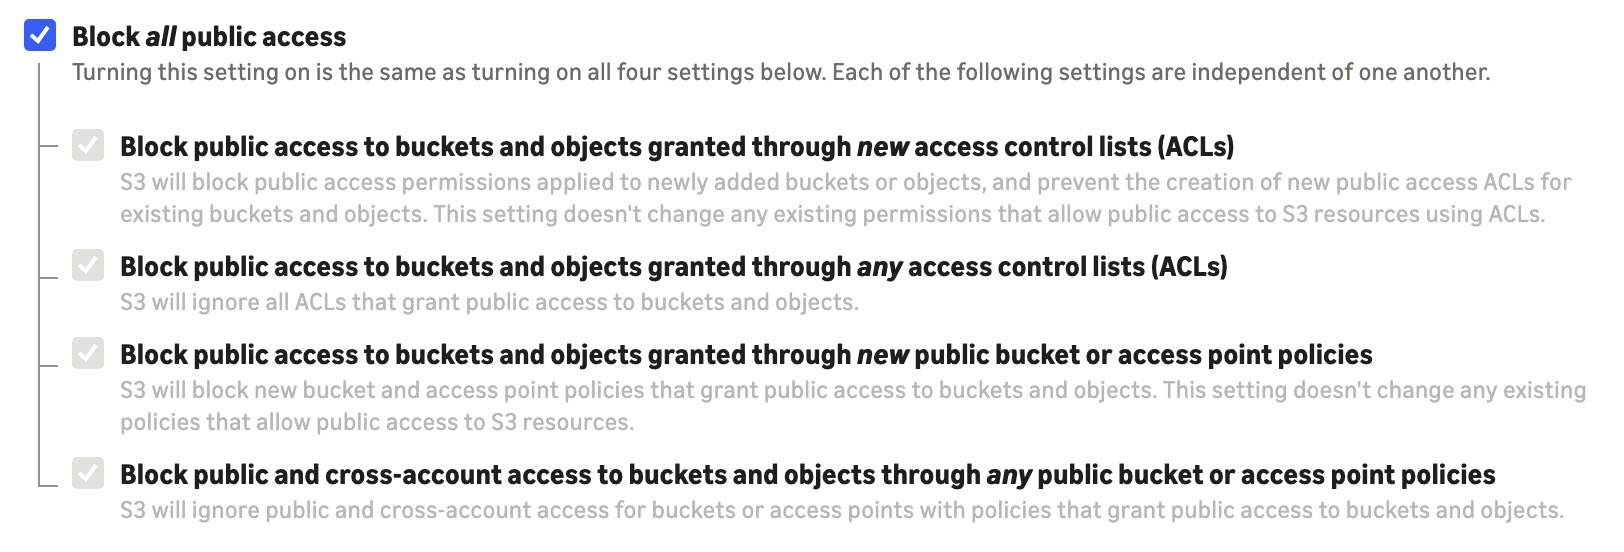 Block all public access
Turning this setting on is the same as turning on all four settings below. Each of the following settings are independent of one another.
Block public access to buckets and objects granted through new access control lists (ACLs)
S3 will block public access permissions applied to newly added buckets or objects, and prevent the creation of new public access ACLs for
existing buckets and objects. This setting doesn't change any existing permissions that allow public access to S3 resources using ACLs.
Block public access to buckets and objects granted through any access control lists (ACLs)
S3 will ignore all ACLs that grant public access to buckets and objects.
Block public access to buckets and objects granted through new public bucket or access point policies
S3 will block new bucket and access point policies that grant public access to buckets and objects. This setting doesn't change any existing
policies that allow public access to S3 resources.
Block public and cross-account access to buckets and objects through any public bucket or access point policies
S3 will ignore public and cross-account access for buckets or access points with policies that grant public access to buckets and objects.